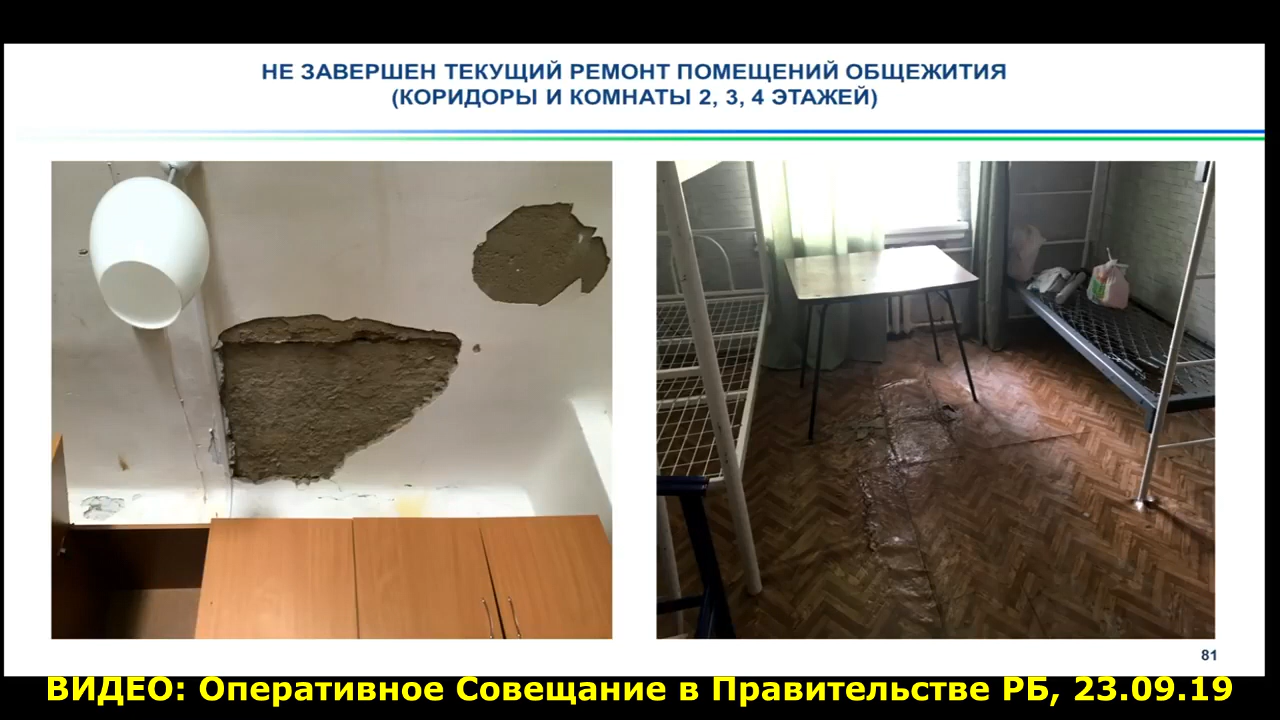 НЕ ЗАВЕРШЕН ТЕКУЩИЙ РЕМОНТ ПОМЕЩЕНИЙ ОБЩЕЖИТИЯ
(КОРИДОРЫ И КОМНАТЫ 2, 3, 4 ЭТАЖЕЙ)
81
ВИДЕО: Оперативное Совещание в Правительстве РБ, 23.09.19